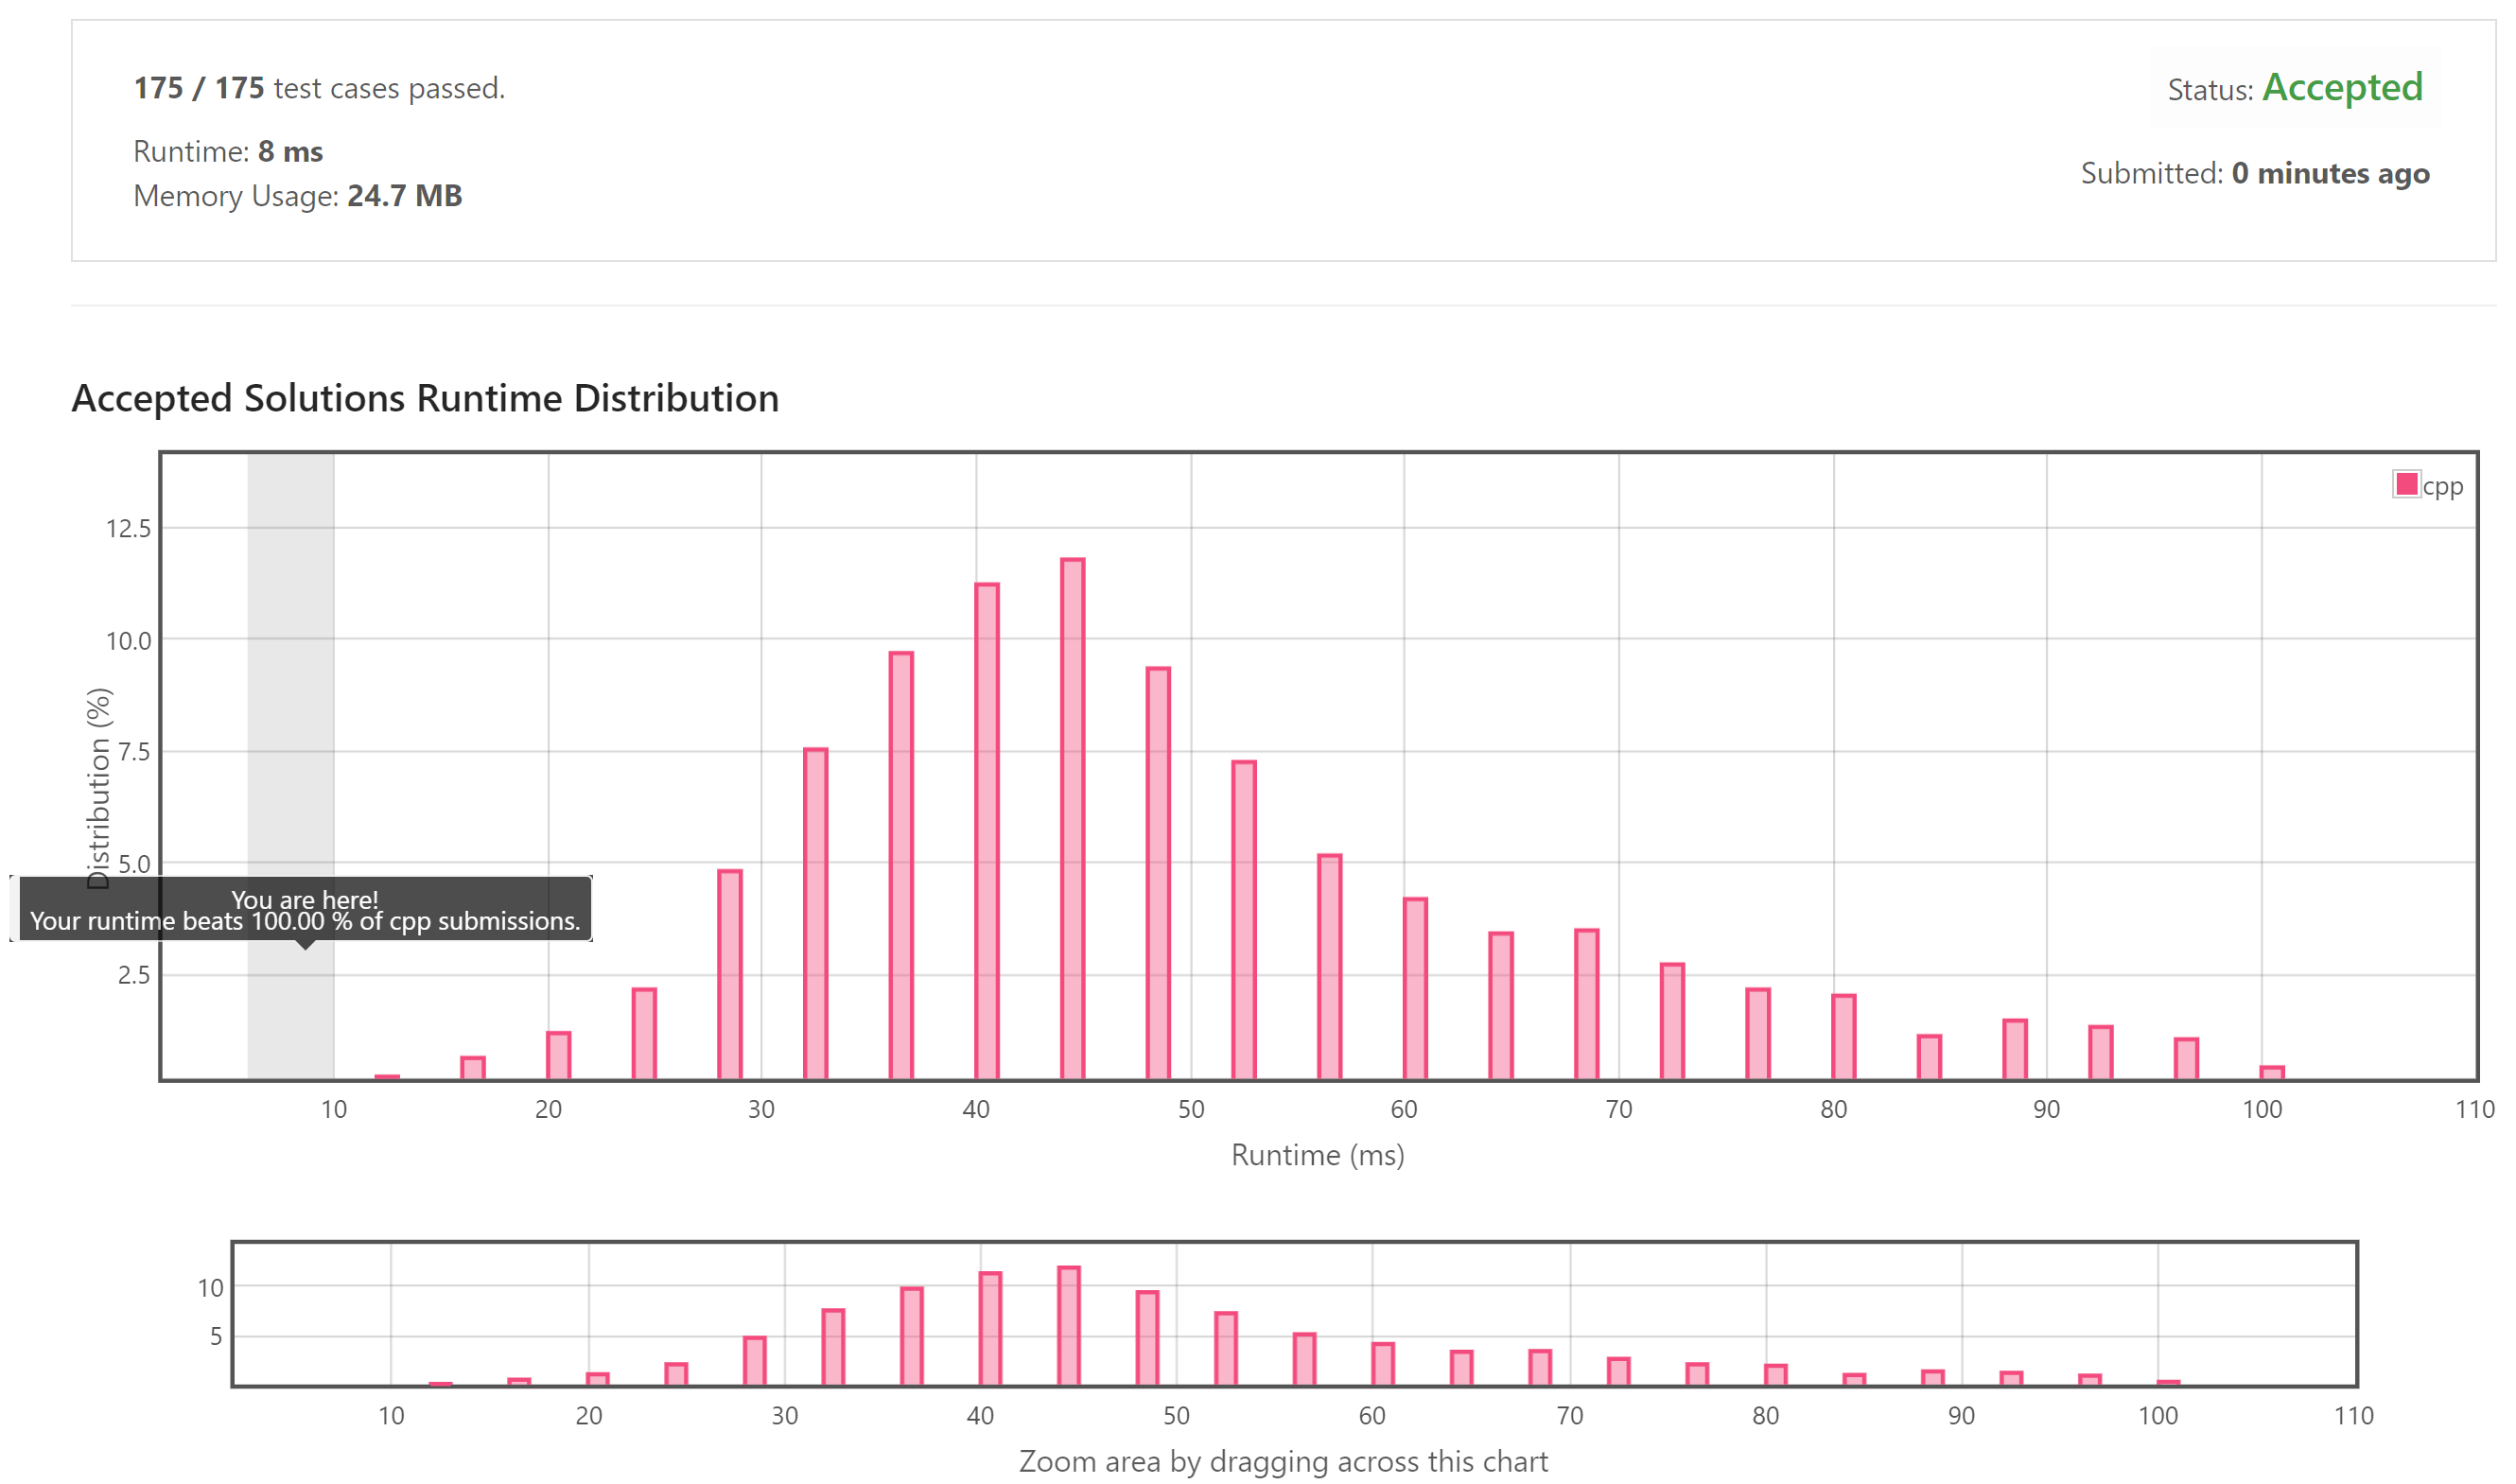 175 / 175 test cases passed.
Status: Accepted
Runtime: 8 ms
Submitted: 0 minutes ago
Memory Usage: 24.7 MB
Accepted Solutions Runtime Distribution
cpp
12.5
10.0
7.5
5.0
2.5
Distribution (%)
You are here!
Your runtime beats 100.00 % of cpp submissions.
10 20 30 40 50 60 70 80 90 100 110
Runtime (ms)
10
5
10 20 30 40 50 60 70 80 90 100 110
Zoom area by dragging across this chart